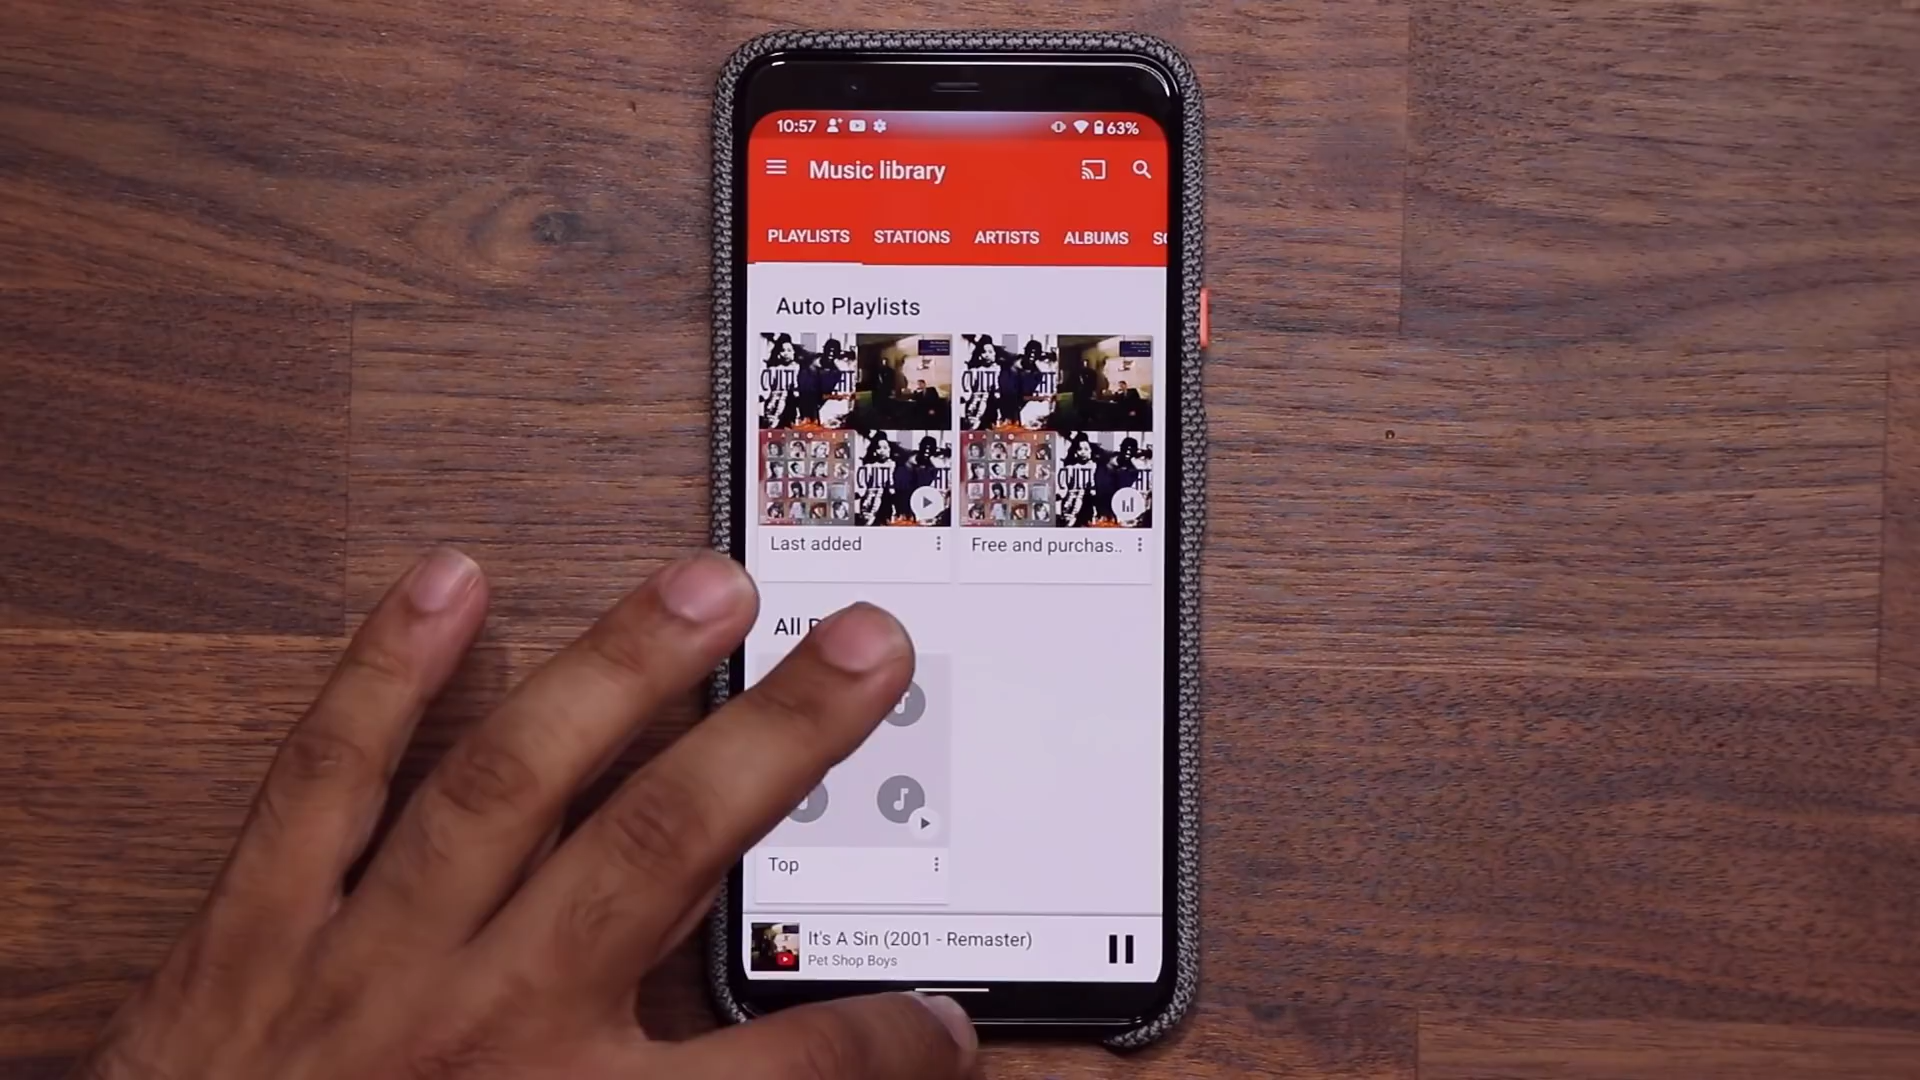 10:57 63%
Music library
PLAYLISTS STATIONS ARTISTS ALBUMS
Auto Playlists
Last added
Free and purchas..
All
Top
It's A Sin (2001 - Remaster)
Pet Shop Boys